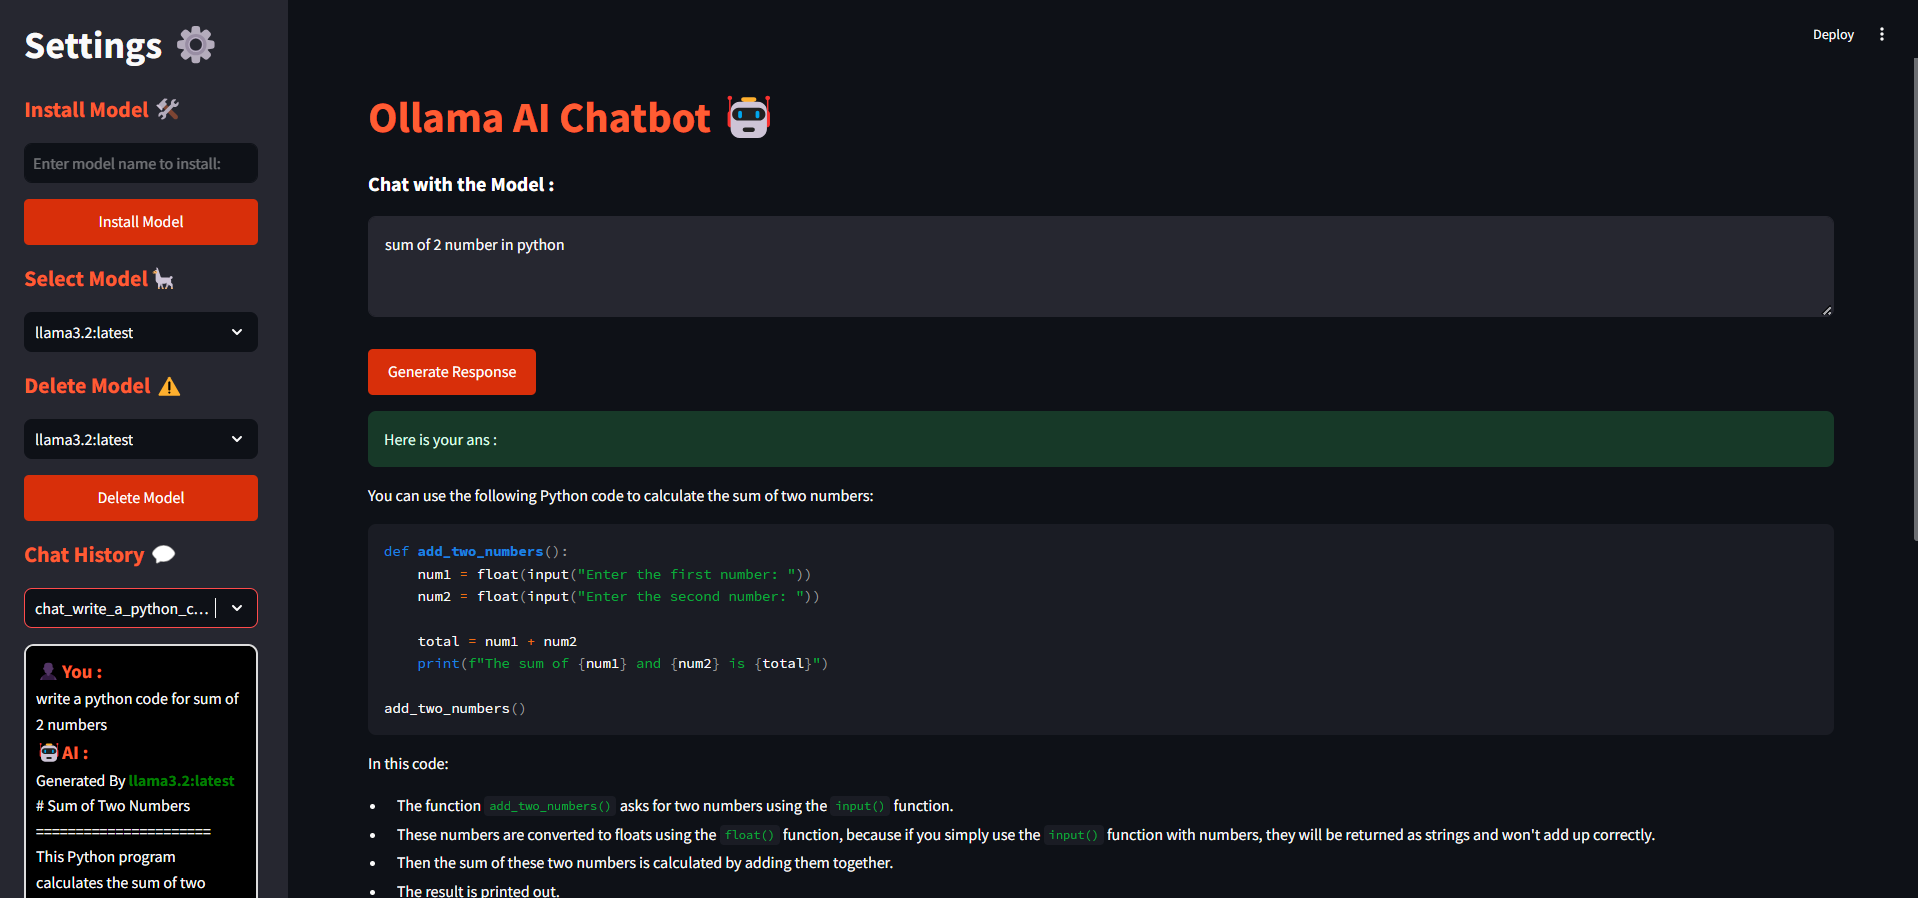 Settings
Install Model
Enter model name to install:
Install Model
Select Model
llama3.2:latest
Delete Model
llama3.2:latest
Delete Model
Chat History
chat_write_a_python_c...
You :
write a python code for sum of
2 numbers
AI :
Generated By llama3.2:latest
# Sum of Two Numbers
======================
This Python program
calculates the sum of two
Deploy
Ollama AI Chatbot
Chat with the Model :
sum of 2 number in python
Generate Response
Here is your ans :
You can use the following Python code to calculate the sum of two numbers:
def add_two_numbers():
    num1 = float(input("Enter the first number: "))
    num2 = float(input("Enter the second number: "))
    total = num1 + num2
    print(f"The sum of {num1} and {num2} is {total}")
add_two_numbers()
In this code:
• The function add_two_numbers() asks for two numbers using the input() function.
• These numbers are converted to floats using the float() function, because if you simply use the input() function with numbers, they will be returned as strings and won't add up correctly.
• Then the sum of these two numbers is calculated by adding them together.
• The result is printed out.